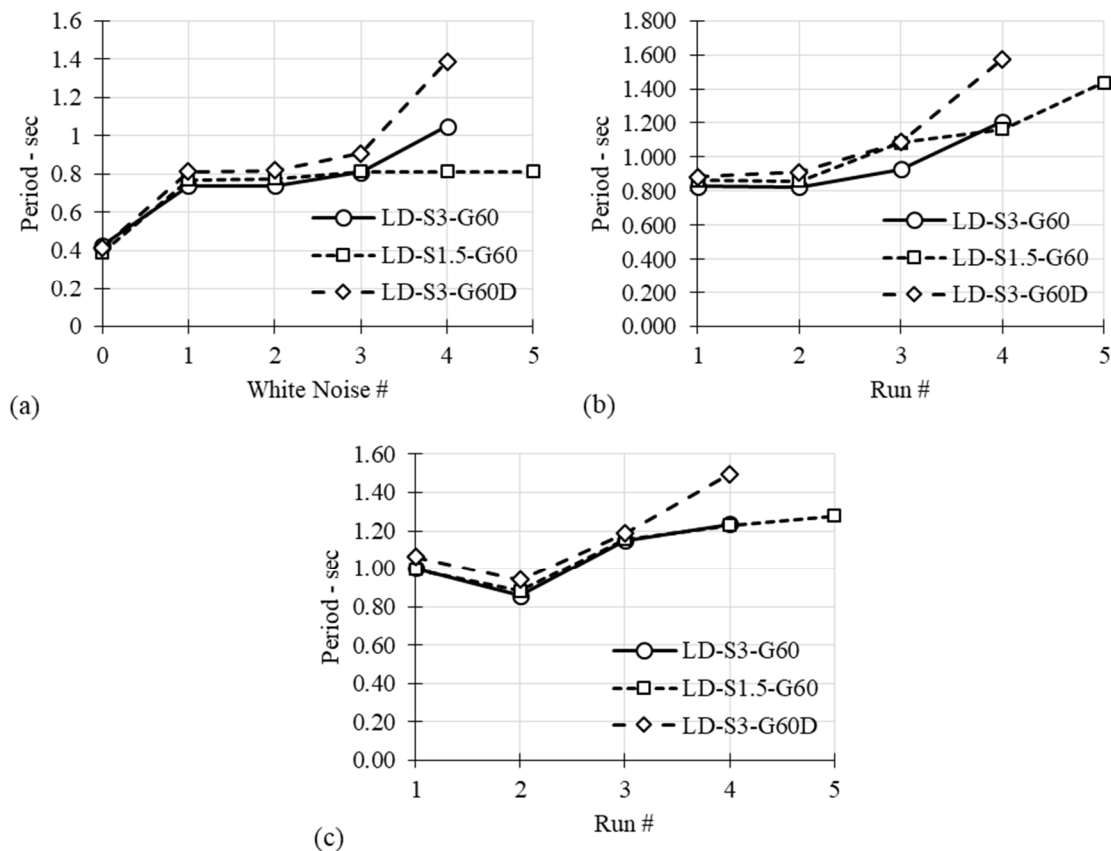 1.6
1.4
1.2
1
0.8
0.6
0.4
0.2
0
Period - sec
0 1 2 3 4 5
White Noise #
LD-S3-G60
LD-S1.5-G60
LD-S3-G60D
(a)
1.800
1.600
1.400
1.200
1.000
0.800
0.600
0.400
0.200
0.000
Period - sec
1 2 3 4 5
Run #
LD-S3-G60
LD-S1.5-G60
LD-S3-G60D
(b)
1.60
1.40
1.20
1.00
0.80
0.60
0.40
0.20
0.00
Period - sec
1 2 3 4 5
Run #
LD-S3-G60
LD-S1.5-G60
LD-S3-G60D
(c)